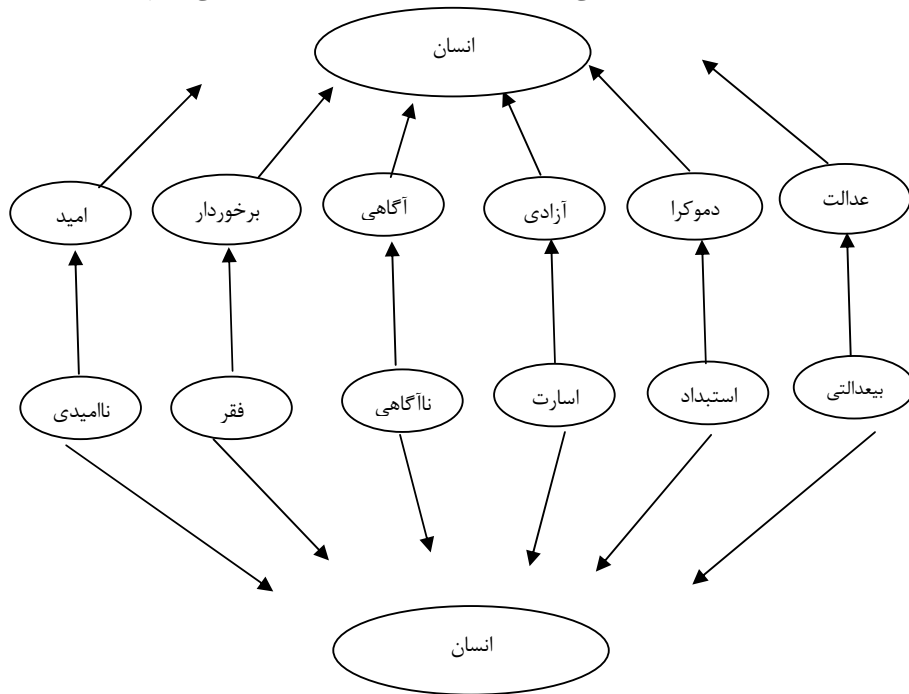 انسان
عدالت
دموکرا
آزادی
آگاهی
برخوردار
امید
بیعدالتی
استبداد
اسارت
ناآگاهی
فقر
ناامیدی
انسان